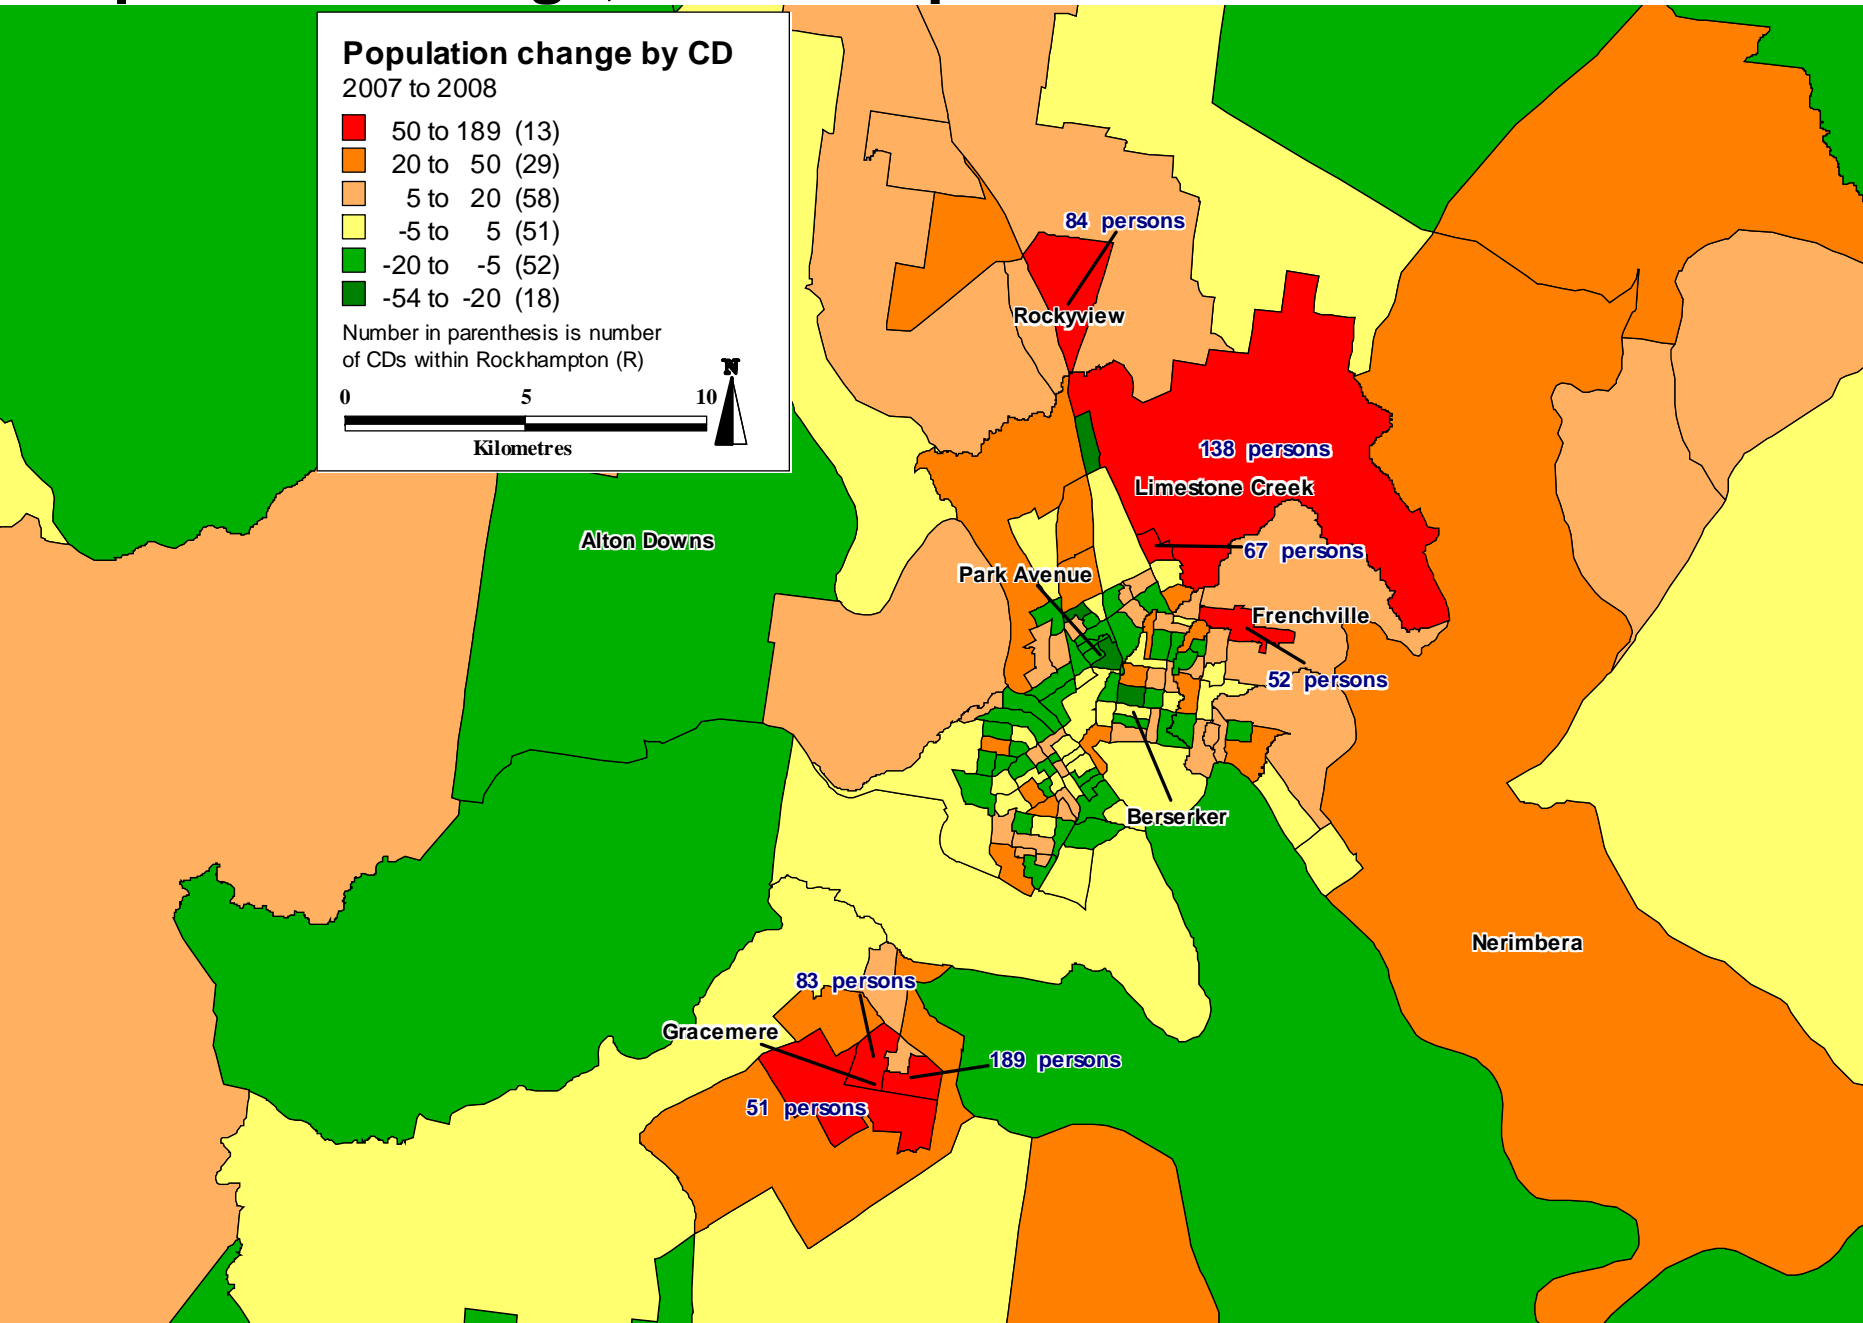 Population change by CD
2007 to 2008
50 to 189 (13)
20 to 50 (29)
5 to 20 (58)
-5 to 5 (51)
-20 to -5 (52)
-54 to -20 (18)
Number in parenthesis is number
of CDs within Rockhampton (R)
N
0 5 10
Kilometres
84 persons
Rockyview
138 persons
Limestone Creek
Alton Downs
67 persons
Park Avenue
Frenchville
52 persons
Berserker
Nerimbera
83 persons
Gracemere
189 persons
51 persons